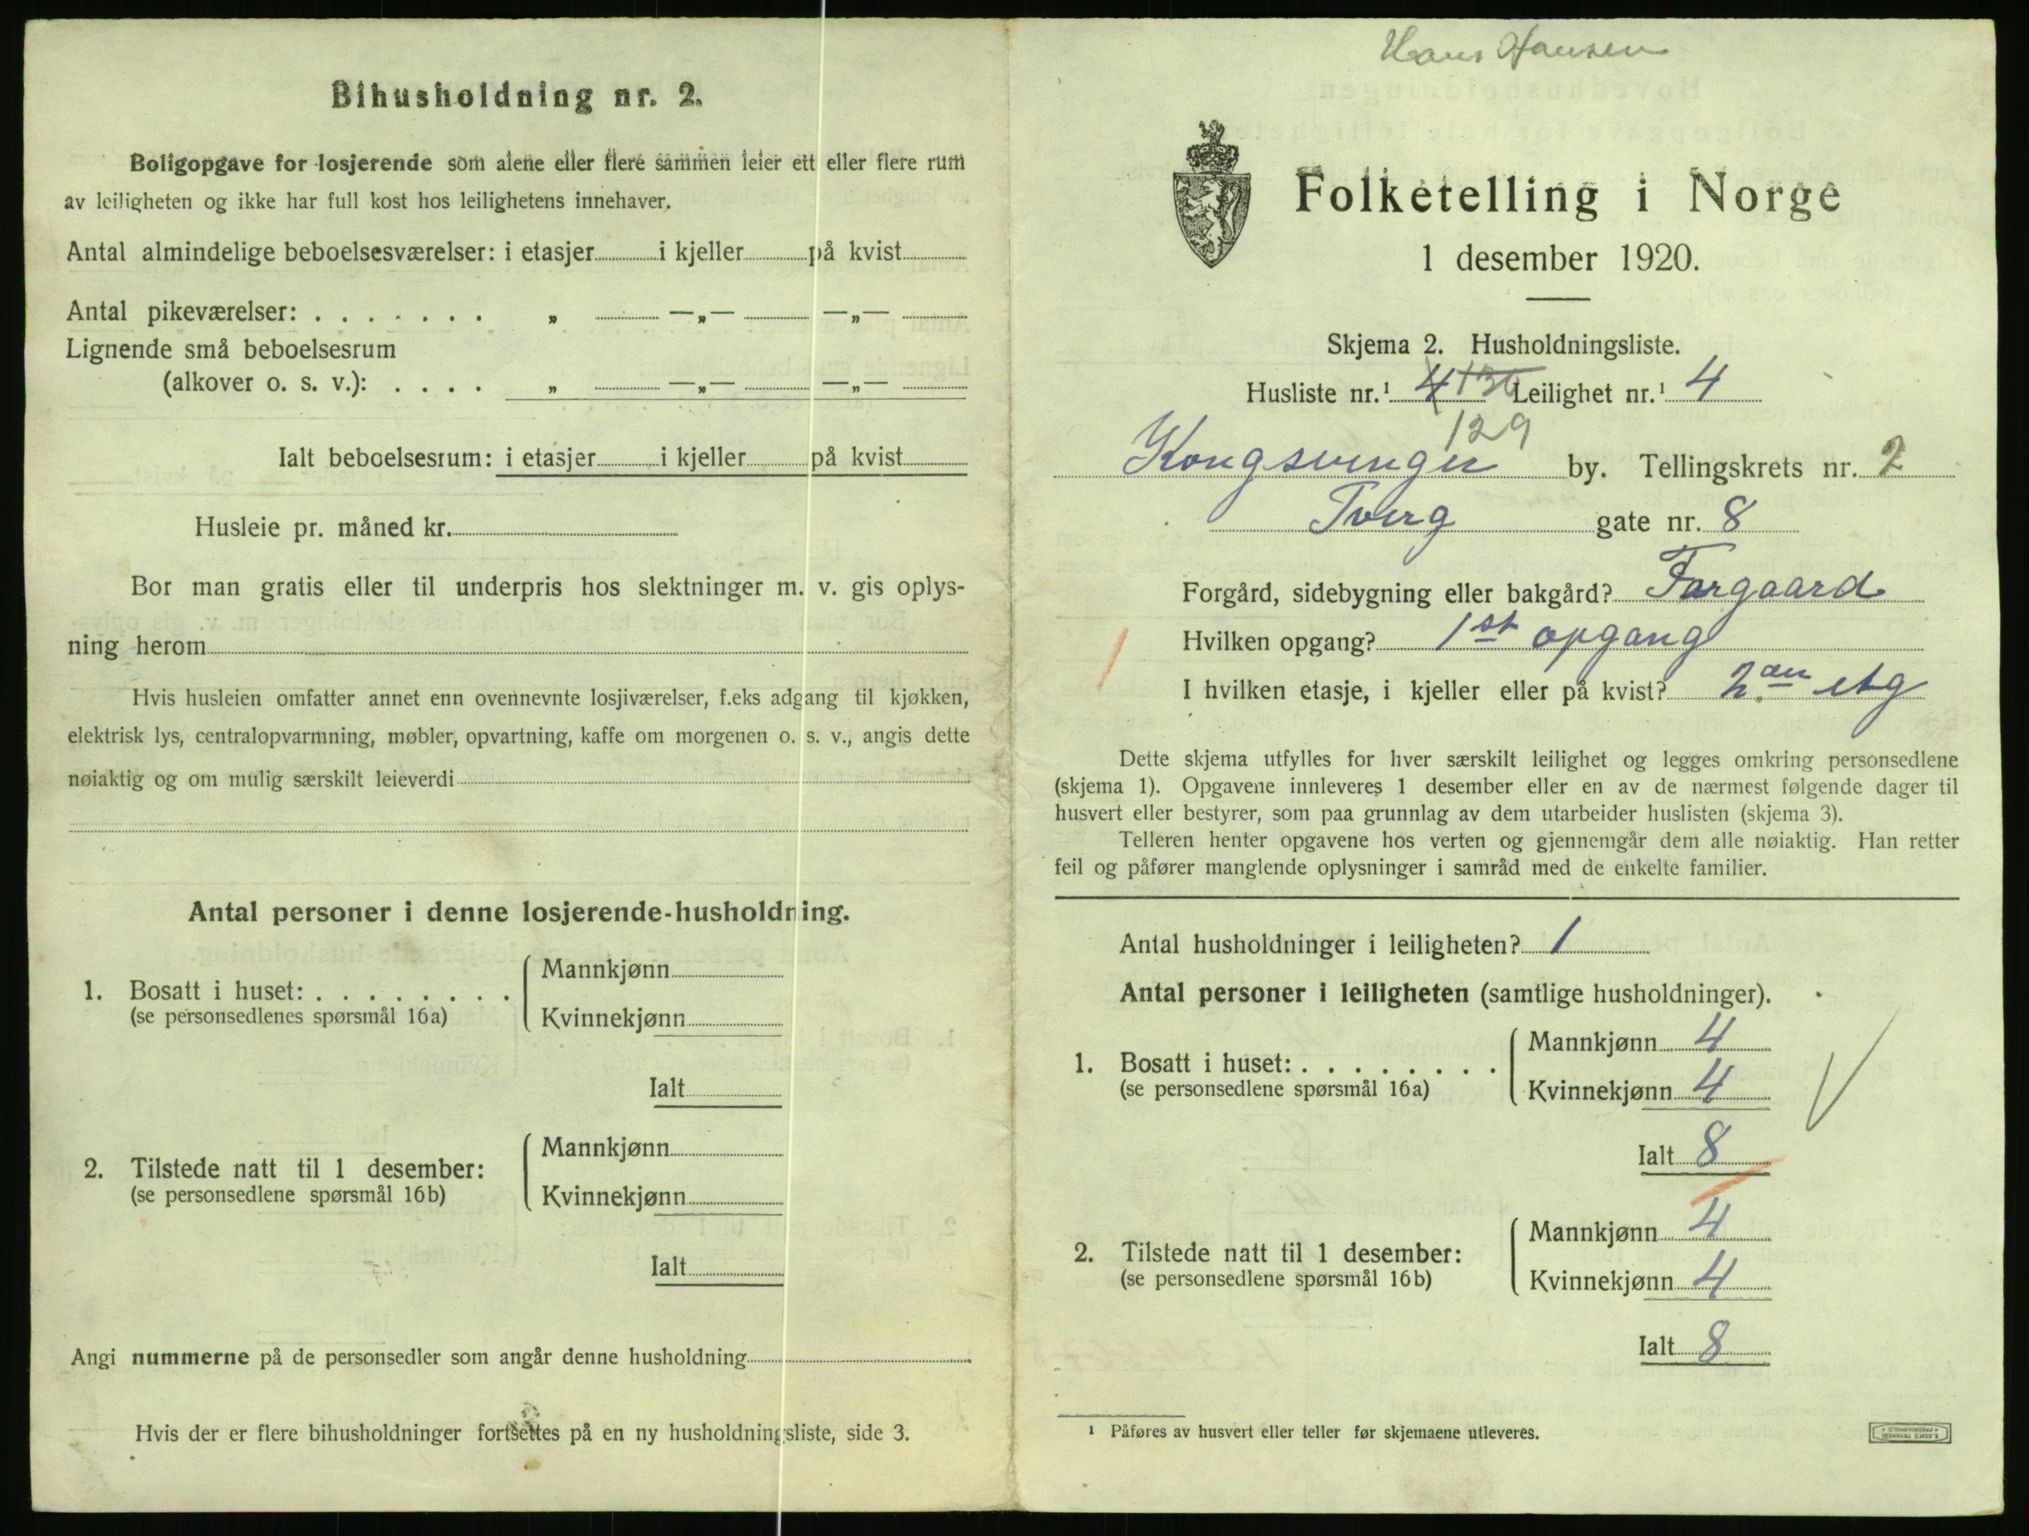 Bihusholdning nr. 2.
Boligopgave for losjerende som alene eller flere sammen leier ett eller flere rum
av leiligheten og ikke har full kost hos leilighetens innehaver.
Antal almindelige beboelsesværelser: i etasjer i kjeller på kvist
Antal pikeværelser: . . . . . . . „ —„— —„—
Lignende små beboelsesrum
(alkover o. s. v.): . . . . „ —„— —„—
Ialt beboelsesrum: i etasjer i kjeller på kvist
Husleie pr. måned kr.
Bor man gratis eller til underpris hos slektninger m. v. gis oplys-
ning herom
Hvis husleien omfatter annet enn ovennevnte losjiværelser, f.eks adgang til kjøkken,
elektrisk lys, centralopvarmning, møbler, opvartning, kaffe om morgenen o. s. v., angis dette
nøiaktig og om mulig særskilt leieverdi
Antal personer i denne losjerende-husholdning.
1. Bosatt i huset: . . . . . . . .
(se personsedlenes spørsmål 16a)
Mannkjønn
Kvinnekjønn
Ialt
2. Tilstede natt til 1 desember:
(se personsedlene spørsmål 16b)
Mannkjønn
Kvinnekjønn
Ialt
Angi nummerne på de personsedler som angår denne husholdning
Hvis der er flere bihusholdninger fortsettes på en ny husholdningsliste, side 3.
Hans Hansen
Folketelling i Norge
1 desember 1920.
Skjema 2. Husholdningsliste.
Husliste nr.¹ 4 130 Leilighet nr.¹ 4
129
Kongsvinger by. Tellingskrets nr. 2
Tverg gate nr. 8
Forgård, sidebygning eller bakgård? Forgaard
Hvilken opgang? 1st opgang
I hvilken etasje, i kjeller eller på kvist? 2.an etg
Dette skjema utfylles for hver særskilt leilighet og legges omkring personsedlene
(skjema 1). Opgavene innleveres 1 desember eller en av de nærmest følgende dager til
husvert eller bestyrer, som paa grunnlag av dem utarbeider huslisten (skjema 3).
Telleren henter opgavene hos verten og gjennemgår dem alle nøiaktig. Han retter
feil og påfører manglende oplysninger i samråd med de enkelte familier.
Antal husholdninger i leiligheten? 1
Antal personer i leiligheten (samtlige husholdninger).
1. Bosatt i huset: . . . . . . . .
(se personsedlene spørsmål 16a)
Mannkjønn 4
Kvinnekjønn 4
Ialt 8
2. Tilstede natt til 1 desember:
(se personsedlene spørsmål 16b)
Mannkjønn 4
Kvinnekjønn 4
Ialt 8
¹ Påføres av husvert eller teller før skjemaene utleveres.